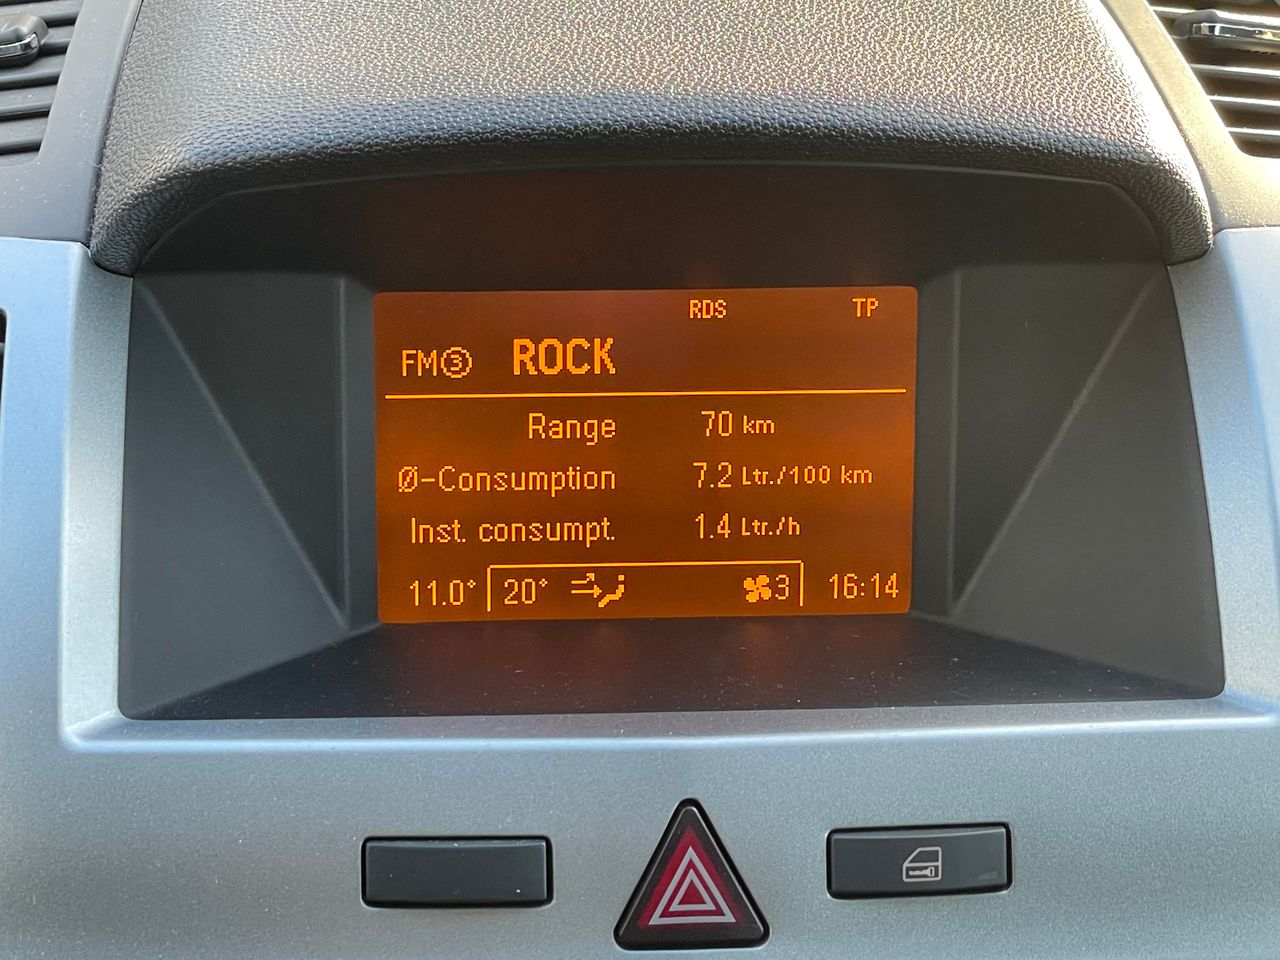 RDS TP
FM③ ROCK
Range 70 km
Ø-Consumption 7.2 Ltr./100 km
Inst. consumpt. 1.4 Ltr./h
11.0° 20° 3 16:14